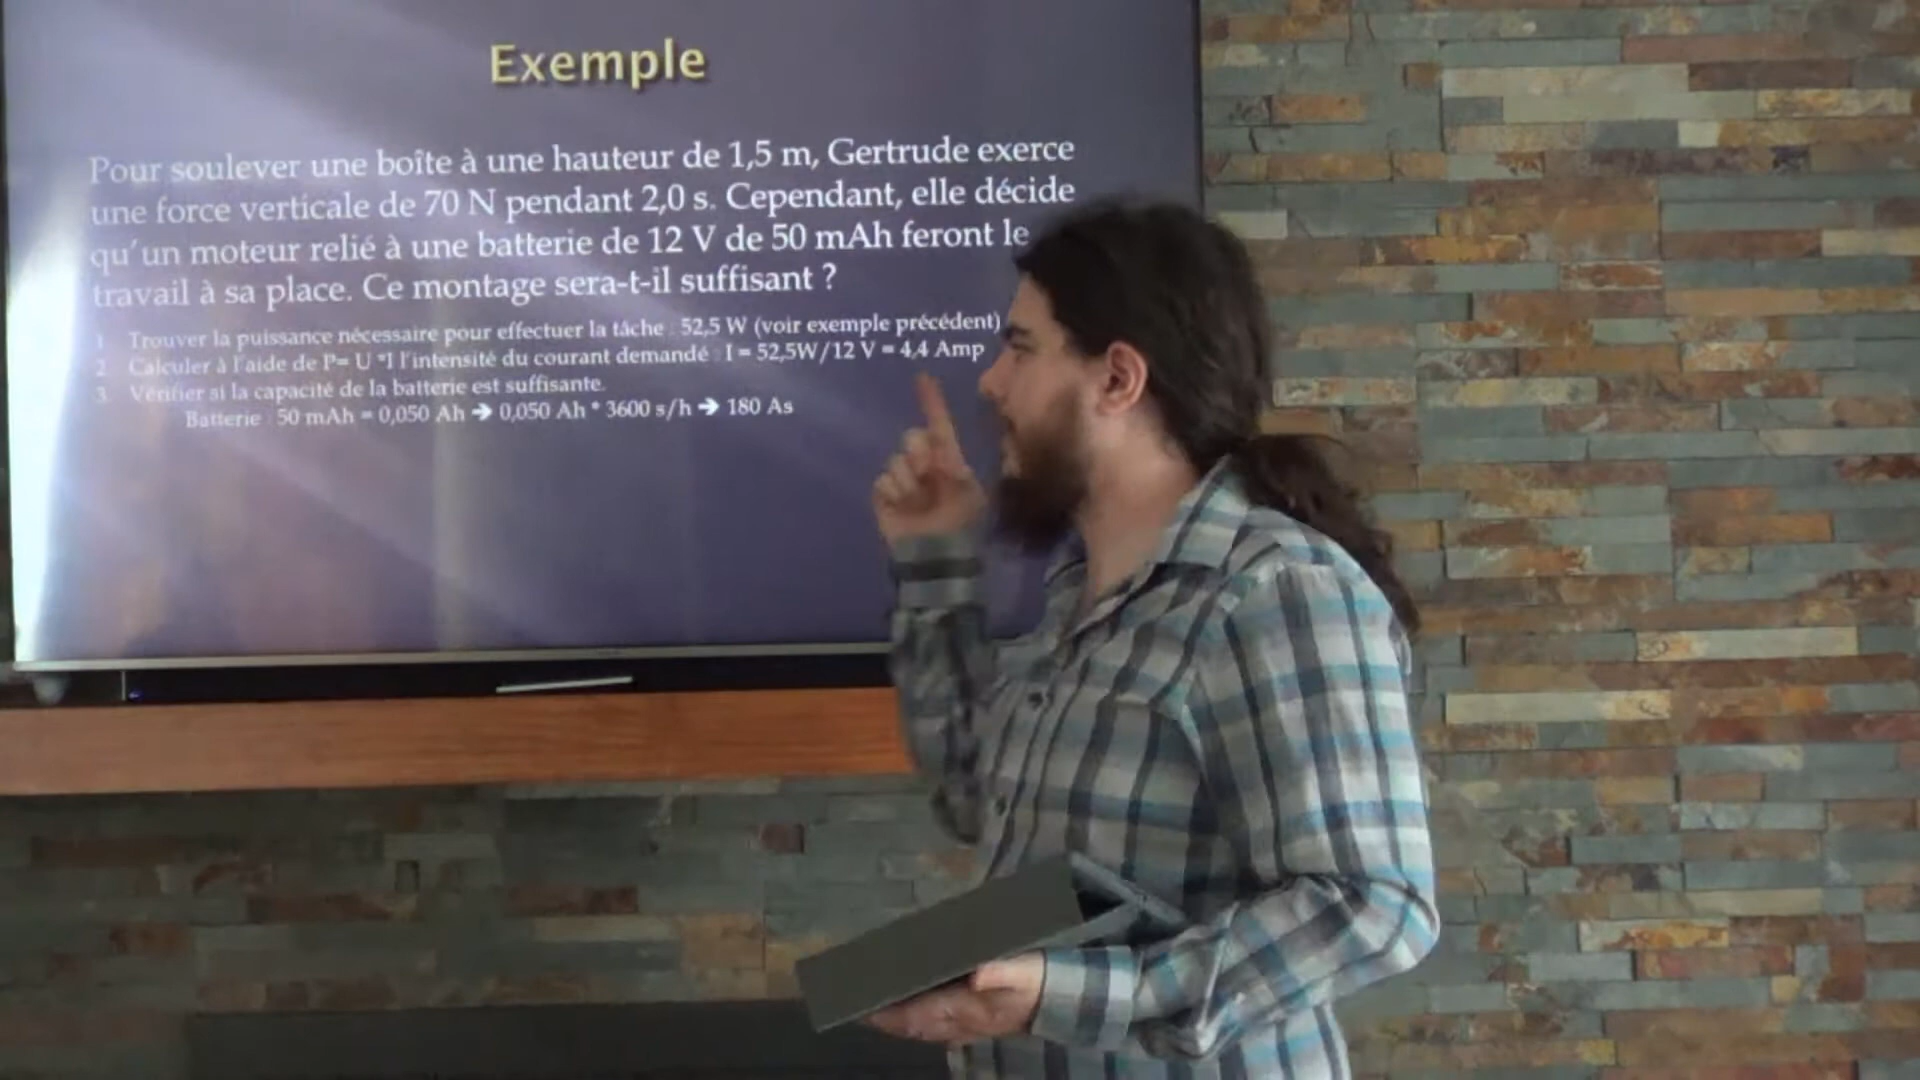 Exemple
Pour soulever une boîte à une hauteur de 1,5 m, Gertrude exerce
une force verticale de 70 N pendant 2,0 s. Cependant, elle décide
qu'un moteur relié à une batterie de 12 V de 50 mAh feront le
travail à sa place. Ce montage sera-t-il suffisant ?
1 Trouver la puissance nécessaire pour effectuer la tâche : 52,5 W (voir exemple précédent)
2 Calculer à l'aide de P= U *I l'intensité du courant demandé : I = 52,5W/12 V = 4,4 Amp
3 Vérifier si la capacité de la batterie est suffisante.
Batterie : 50 mAh = 0,050 Ah ➔ 0,050 Ah * 3600 s/h ➔ 180 As